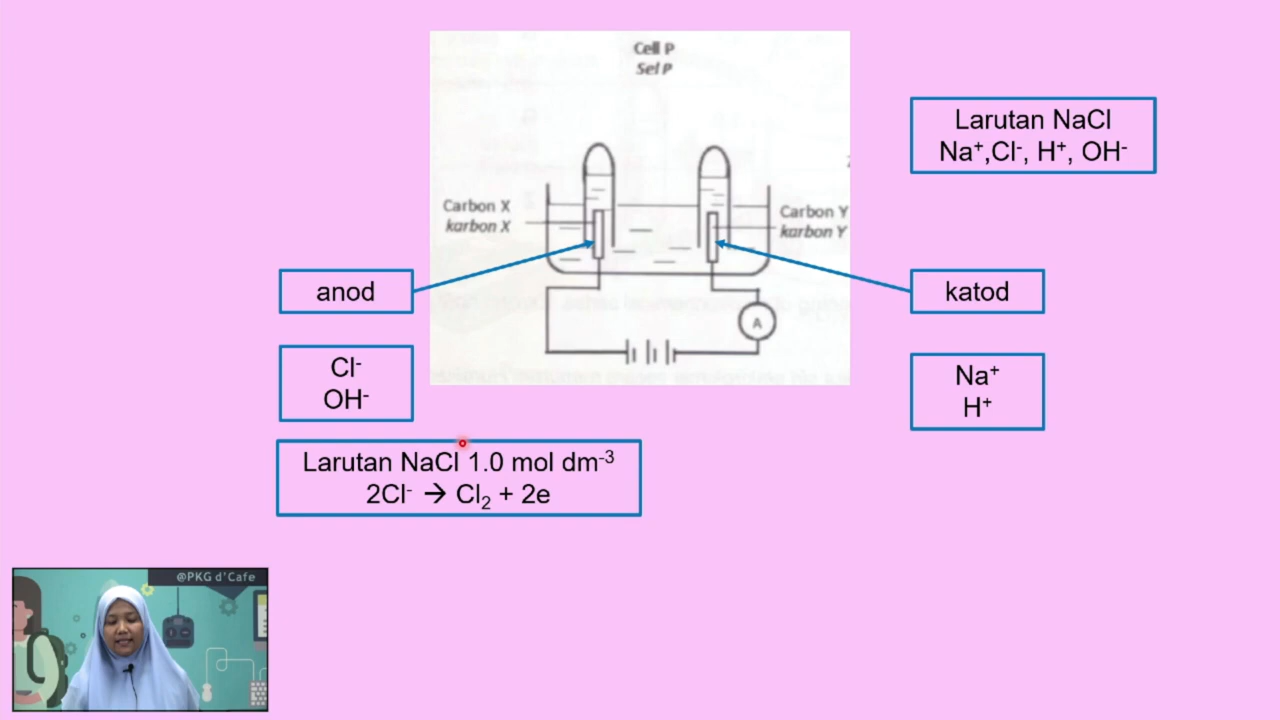 Cell P
Sel P
Larutan NaCl
Na⁺,Cl⁻, H⁺, OH⁻
Carbon X
karbon X
Carbon Y
karbon Y
anod
katod
A
Cl⁻
OH⁻
Na⁺
H⁺
Larutan NaCl 1.0 mol dm⁻³
2Cl⁻ → Cl₂ + 2e
@PKG d'Cafe